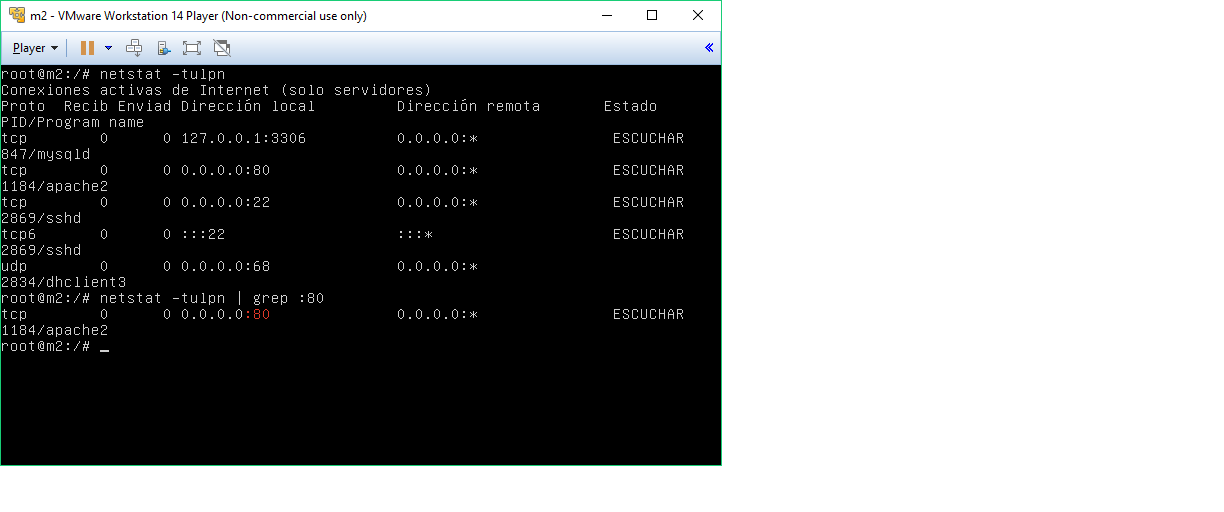 m2 - VMware Workstation 14 Player (Non-commercial use only)
Player
root@m2:/# netstat -tulpn
Conexiones activas de Internet (solo servidores)
Proto  Recib Enviad Dirección local         Dirección remota       Estado
PID/Program name
tcp        0      0 127.0.0.1:3306          0.0.0.0:*               ESCUCHAR
847/mysqld
tcp        0      0 0.0.0.0:80              0.0.0.0:*               ESCUCHAR
1184/apache2
tcp        0      0 0.0.0.0:22              0.0.0.0:*               ESCUCHAR
2869/sshd
tcp6       0      0 :::22                   :::*                    ESCUCHAR
2869/sshd
udp        0      0 0.0.0.0:68              0.0.0.0:*
2834/dhclient3
root@m2:/# netstat -tulpn | grep :80
tcp        0      0 0.0.0.0:80              0.0.0.0:*               ESCUCHAR
1184/apache2
root@m2:/# _